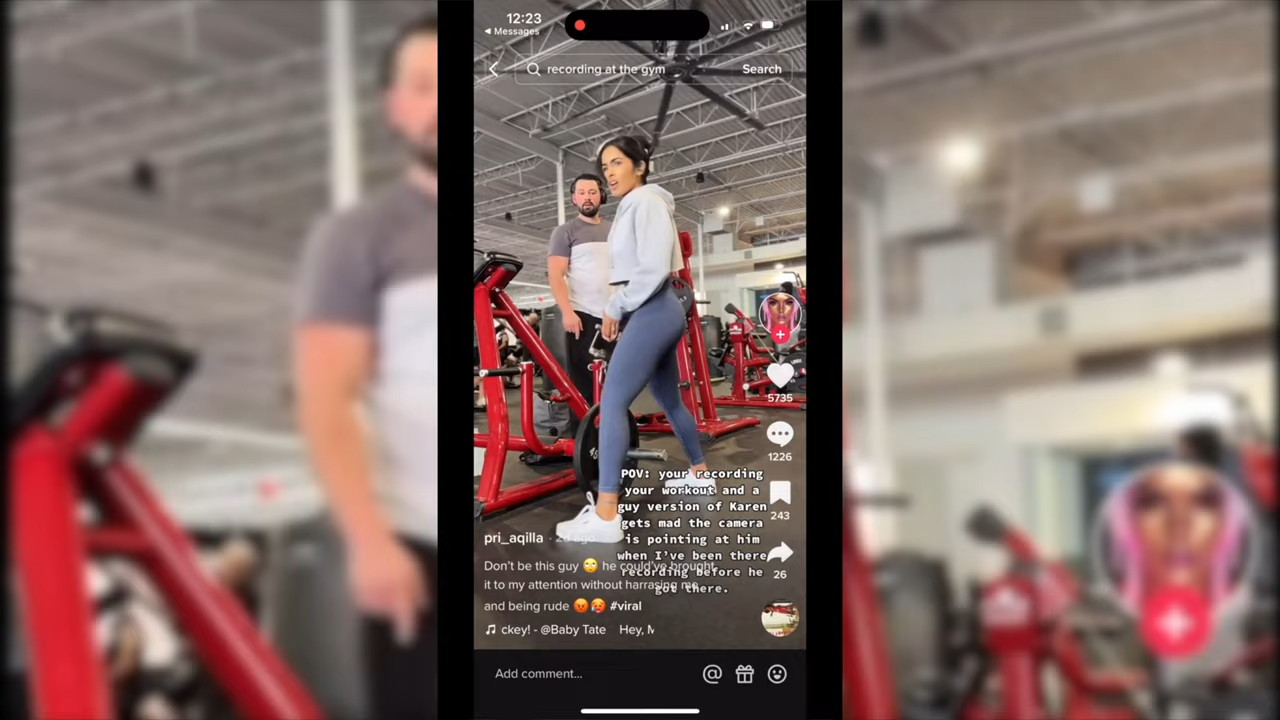 12:23
Messages
recording at the gym
Search
5735
1226
243
26
POV: your recording
your workout and a
guy version of Karen
gets mad the camera
is pointing at him
when I've been there
recording before he
got there.
pri_aqilla · 2d ago
Don't be this guy 🙄 he could've brought
it to my attention without harrasing me
and being rude 😡🥵 #viral
ckey! - @Baby Tate Hey, M
Add comment...